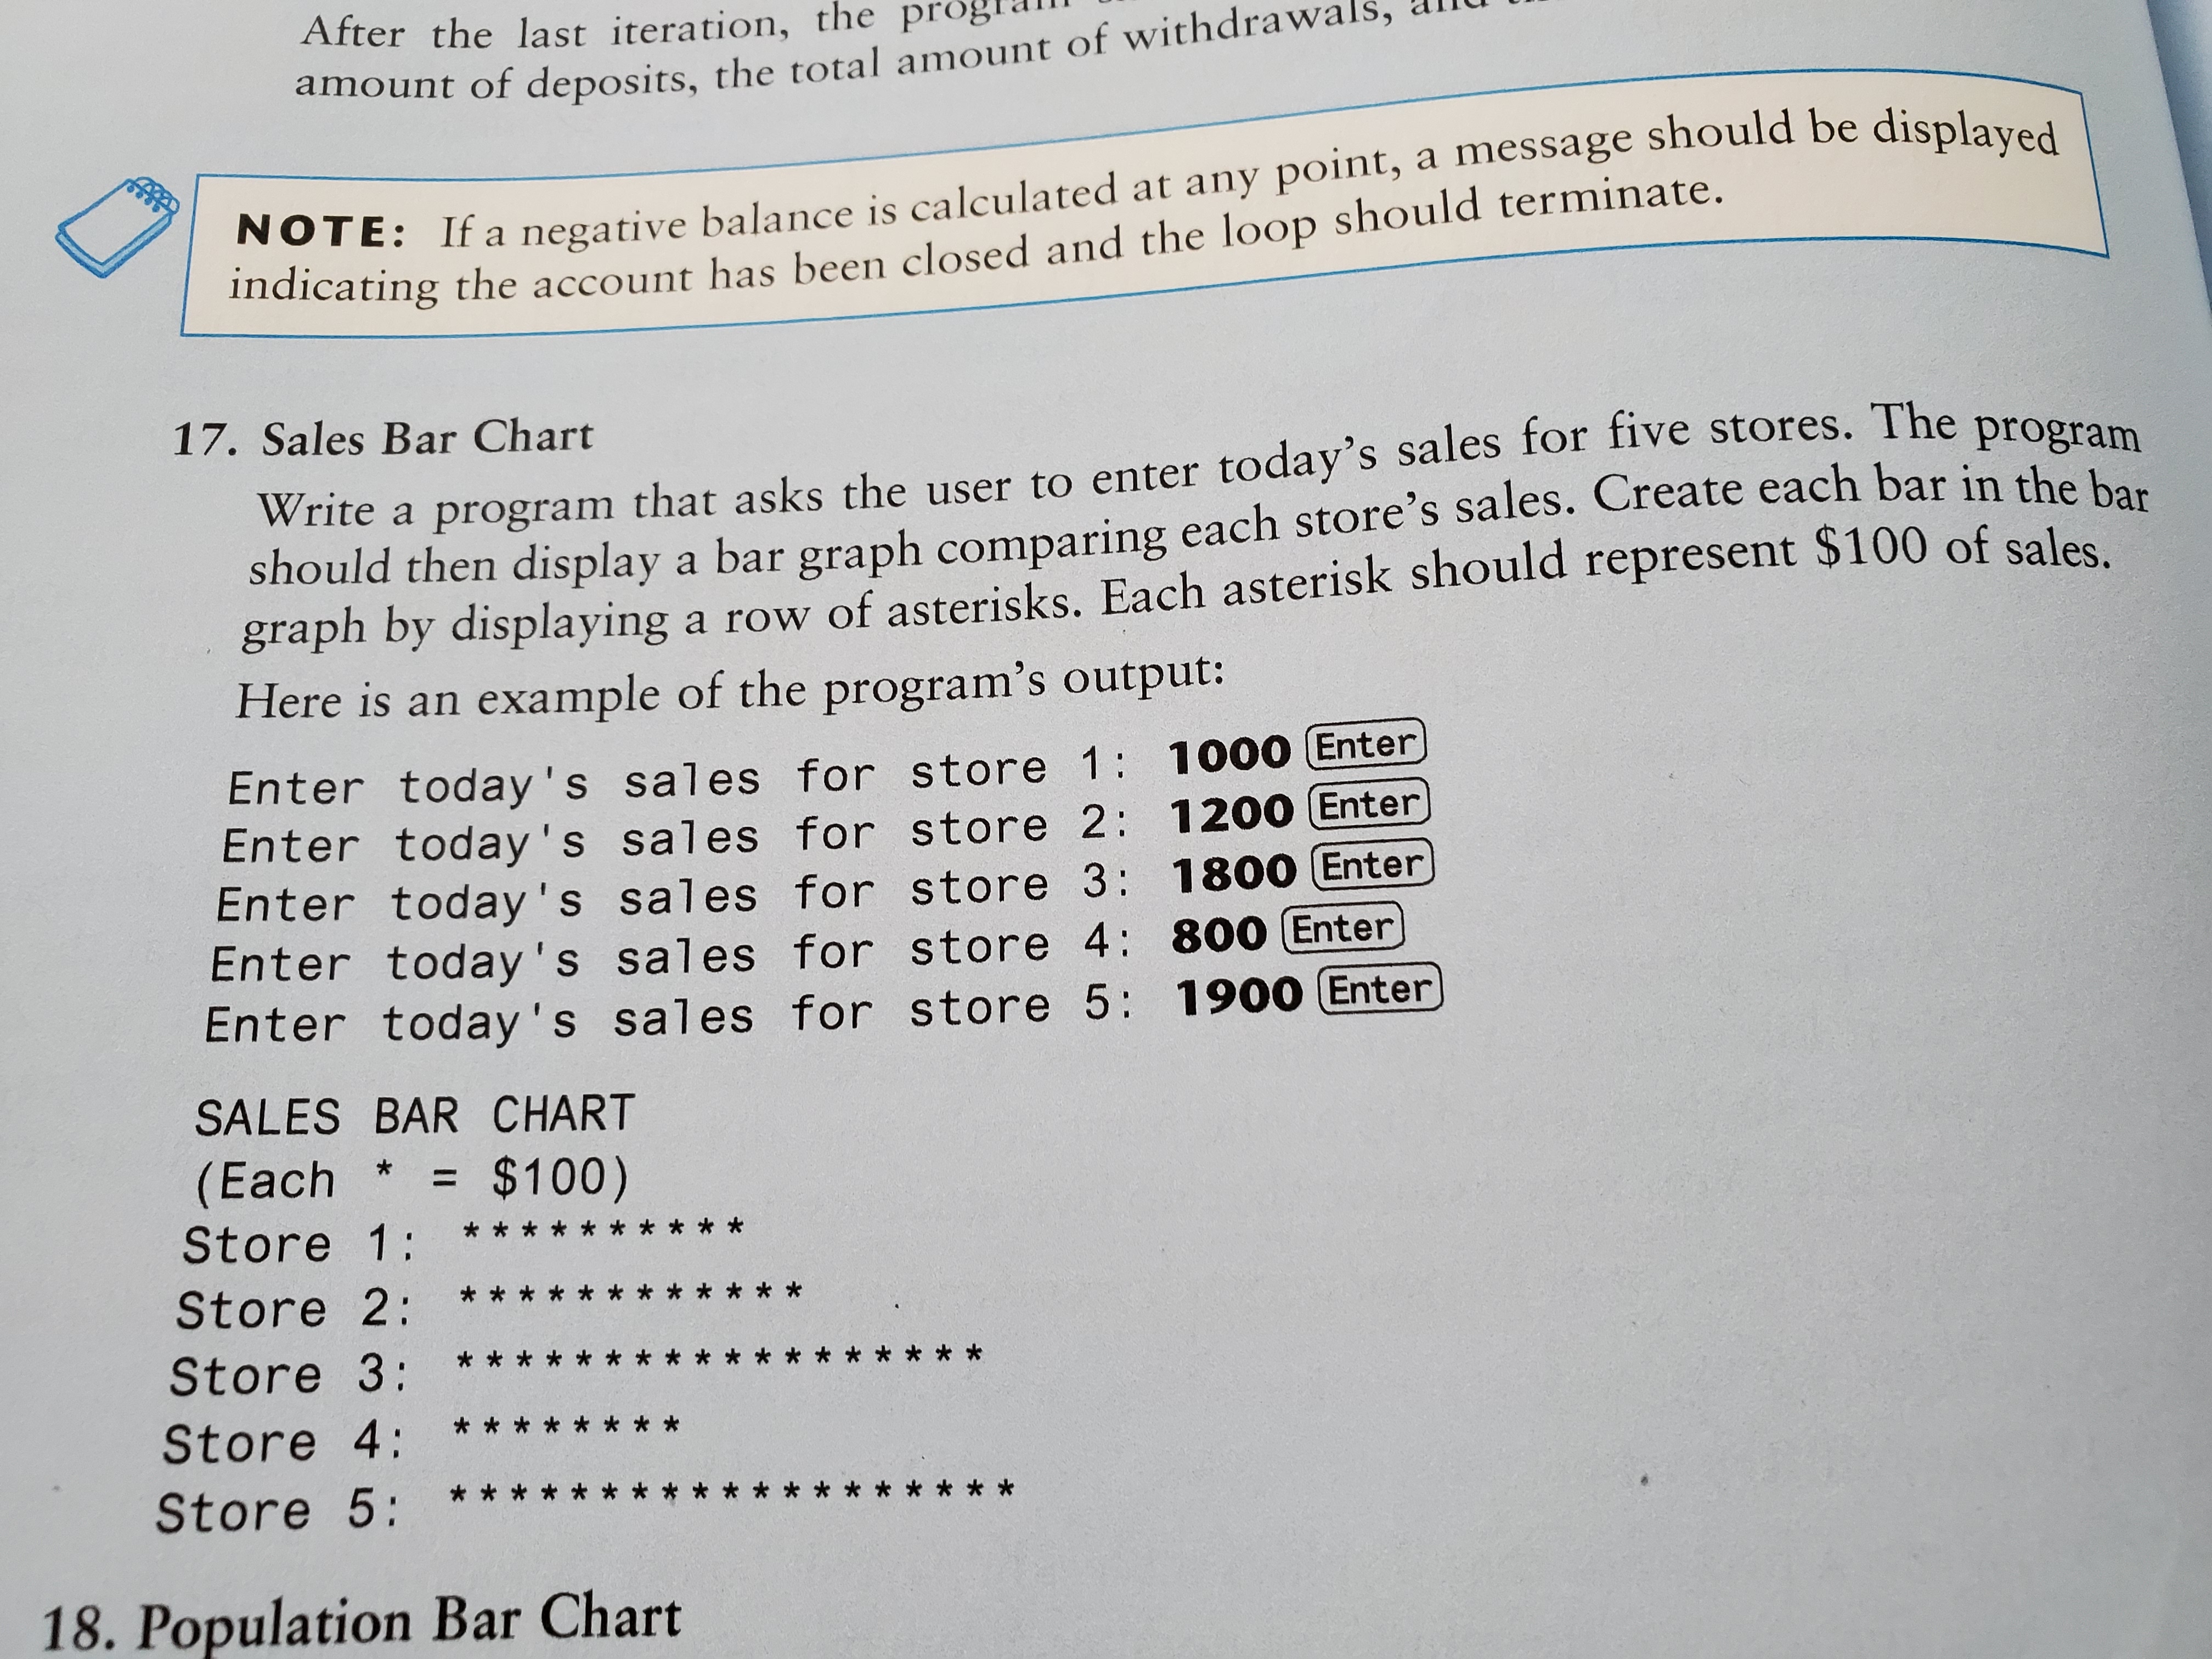 After the last iteration, the program
amount of deposits, the total amount of withdrawals, and
NOTE: If a negative balance is calculated at any point, a message should be displayed
indicating the account has been closed and the loop should terminate.
17. Sales Bar Chart
Write a program that asks the user to enter today's sales for five stores. The program
should then display a bar graph comparing each store's sales. Create each bar in the bar
graph by displaying a row of asterisks. Each asterisk should represent $100 of sales.
Here is an example of the program's output:
Enter today's sales for store 1: 1000 Enter
Enter today's sales for store 2: 1200 Enter
Enter today's sales for store 3: 1800 Enter
Enter today's sales for store 4: 800 Enter
Enter today's sales for store 5: 1900 Enter
SALES BAR CHART
(Each * = $100)
Store 1: **********
Store 2: ************
Store 3: ******************
Store 4: ********
Store 5: *******************
18. Population Bar Chart